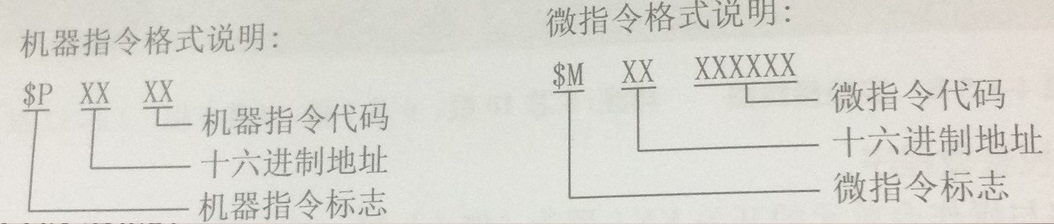 机器指令格式说明:
$P XX XX
机器指令代码
十六进制地址
机器指令标志
微指令格式说明:
$M XX XXXXXX
微指令代码
十六进制地址
微指令标志